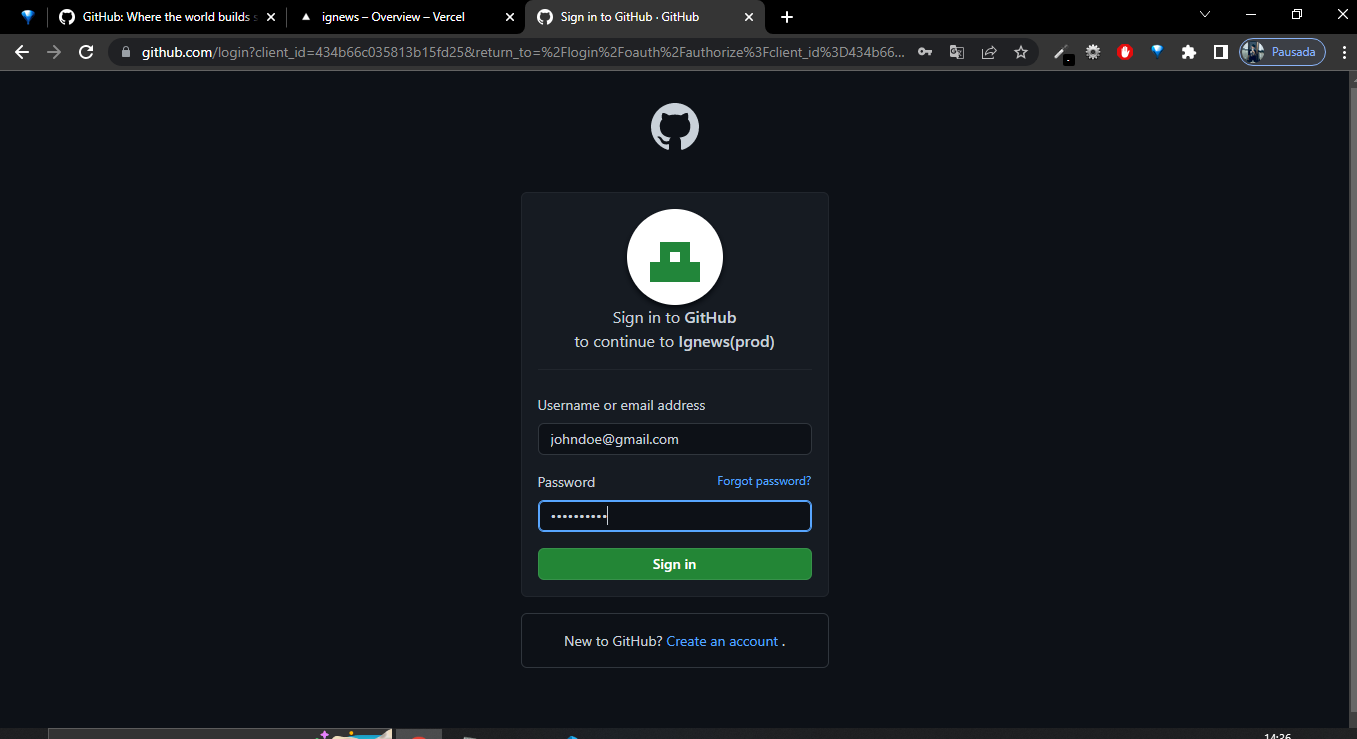 GitHub: Where the world builds s
ignews – Overview – Vercel
Sign in to GitHub · GitHub
github.com/login?client_id=434b66c035813b15fd25&return_to=%2Flogin%2Foauth%2Fauthorize%3Fclient_id%3D434b66...
Pausada
Sign in to GitHub
to continue to Ignews(prod)
Username or email address
johndoe@gmail.com
Password
Forgot password?
••••••••••
Sign in
New to GitHub? Create an account .
14:26